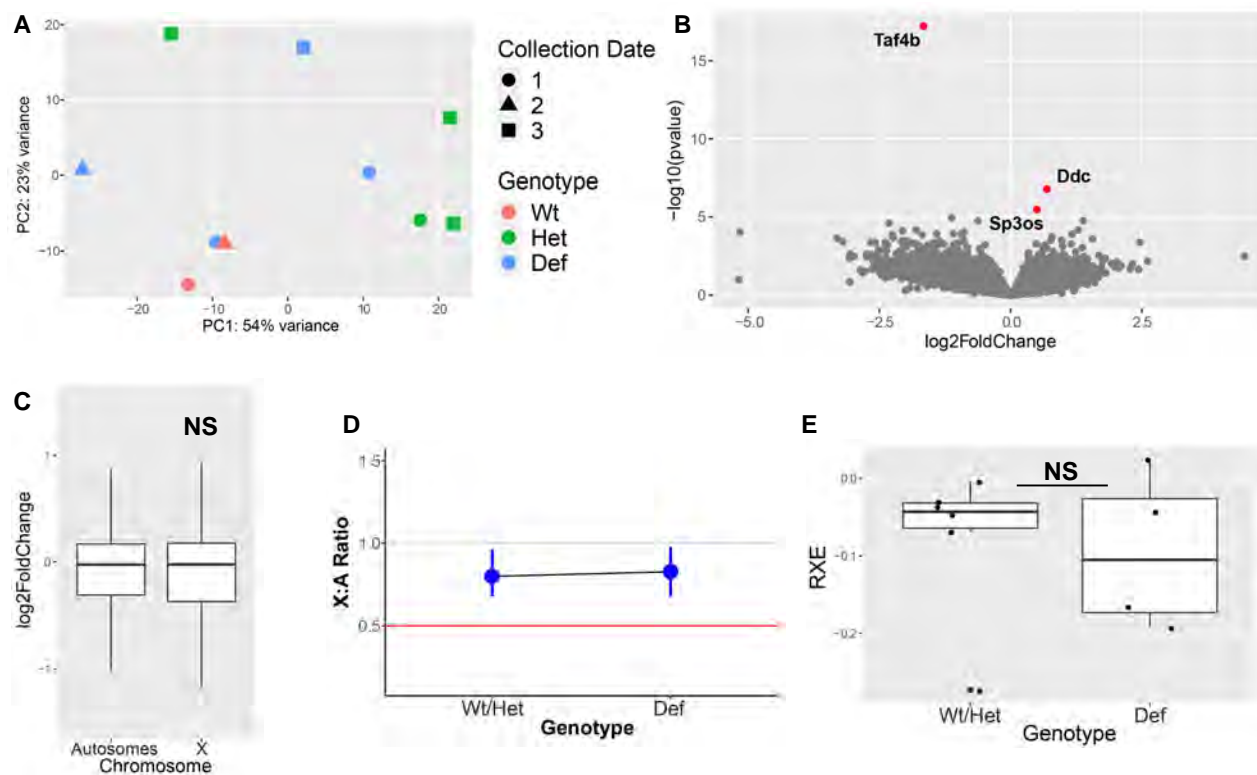 A
20
10
0
−10
−20
−10
0
10
20
PC2: 23% variance
PC1: 54% variance
Collection Date
1
2
3
Genotype
Wt
Het
Def
B
Taf4b
Ddc
Sp3os
15
10
5
0
−5.0
−2.5
0.0
2.5
−log10(pvalue)
log2FoldChange
C
NS
1
0
−1
log2FoldChange
Autosomes X
Chromosome
D
1.5
1.0
0.5
X:A Ratio
Wt/Het Def
Genotype
E
NS
0.0
−0.1
−0.2
RXE
Wt/Het Def
Genotype